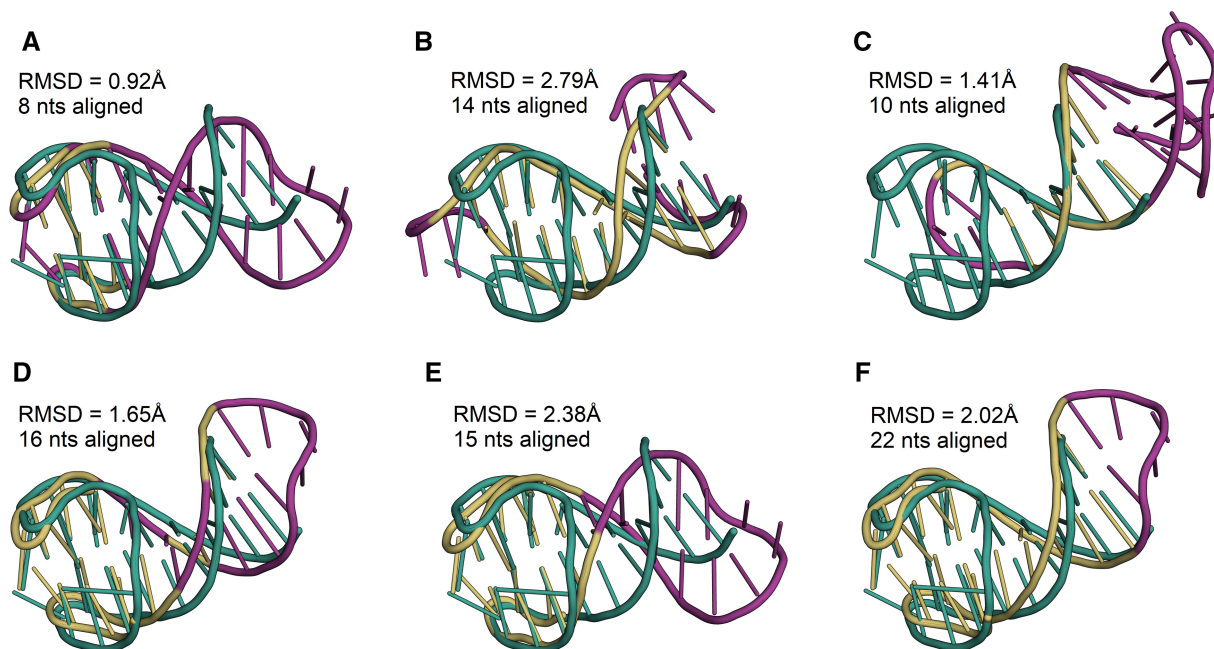 A
RMSD = 0.92Å
8 nts aligned
B
RMSD = 2.79Å
14 nts aligned
C
RMSD = 1.41Å
10 nts aligned
D
RMSD = 1.65Å
16 nts aligned
E
RMSD = 2.38Å
15 nts aligned
F
RMSD = 2.02Å
22 nts aligned